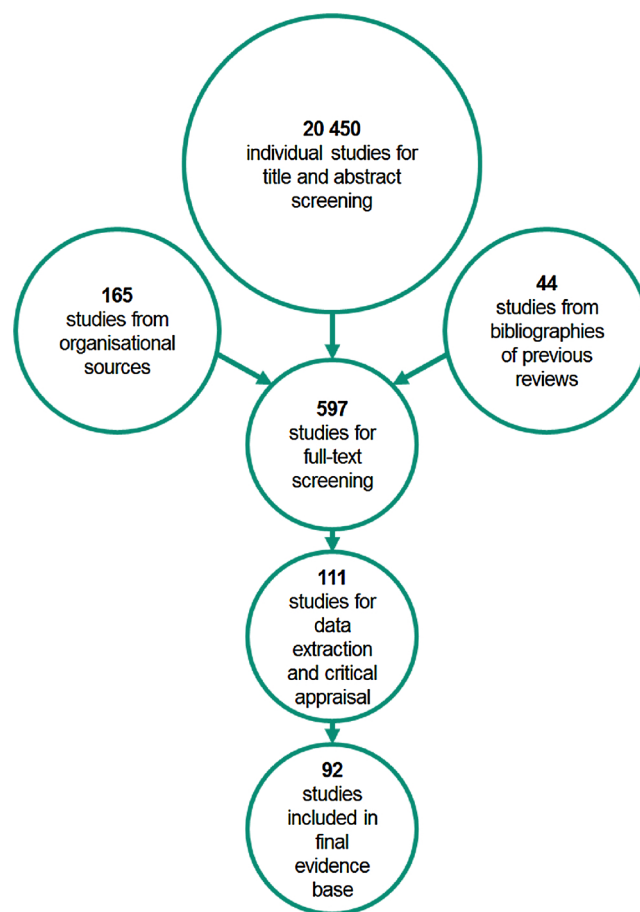 20 450
individual studies for
title and abstract
screening
165
studies from
organisational
sources
44
studies from
bibliographies
of previous
reviews
597
studies for
full-text
screening
111
studies for
data
extraction
and critical
appraisal
92
studies
included in
final
evidence
base